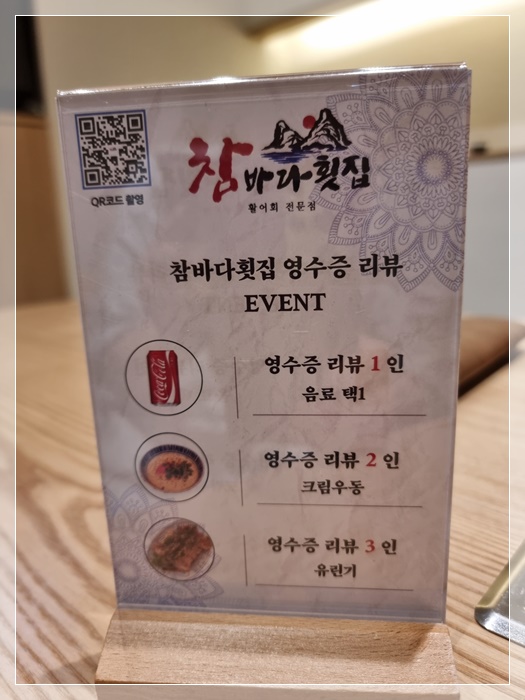 QR코드 촬영
참바다횟집
활어회 전문점
참바다횟집 영수증 리뷰
EVENT
영수증 리뷰 1 인
음료 택1
Coca-Cola
영수증 리뷰 2 인
크림우동
영수증 리뷰 3 인
유린기